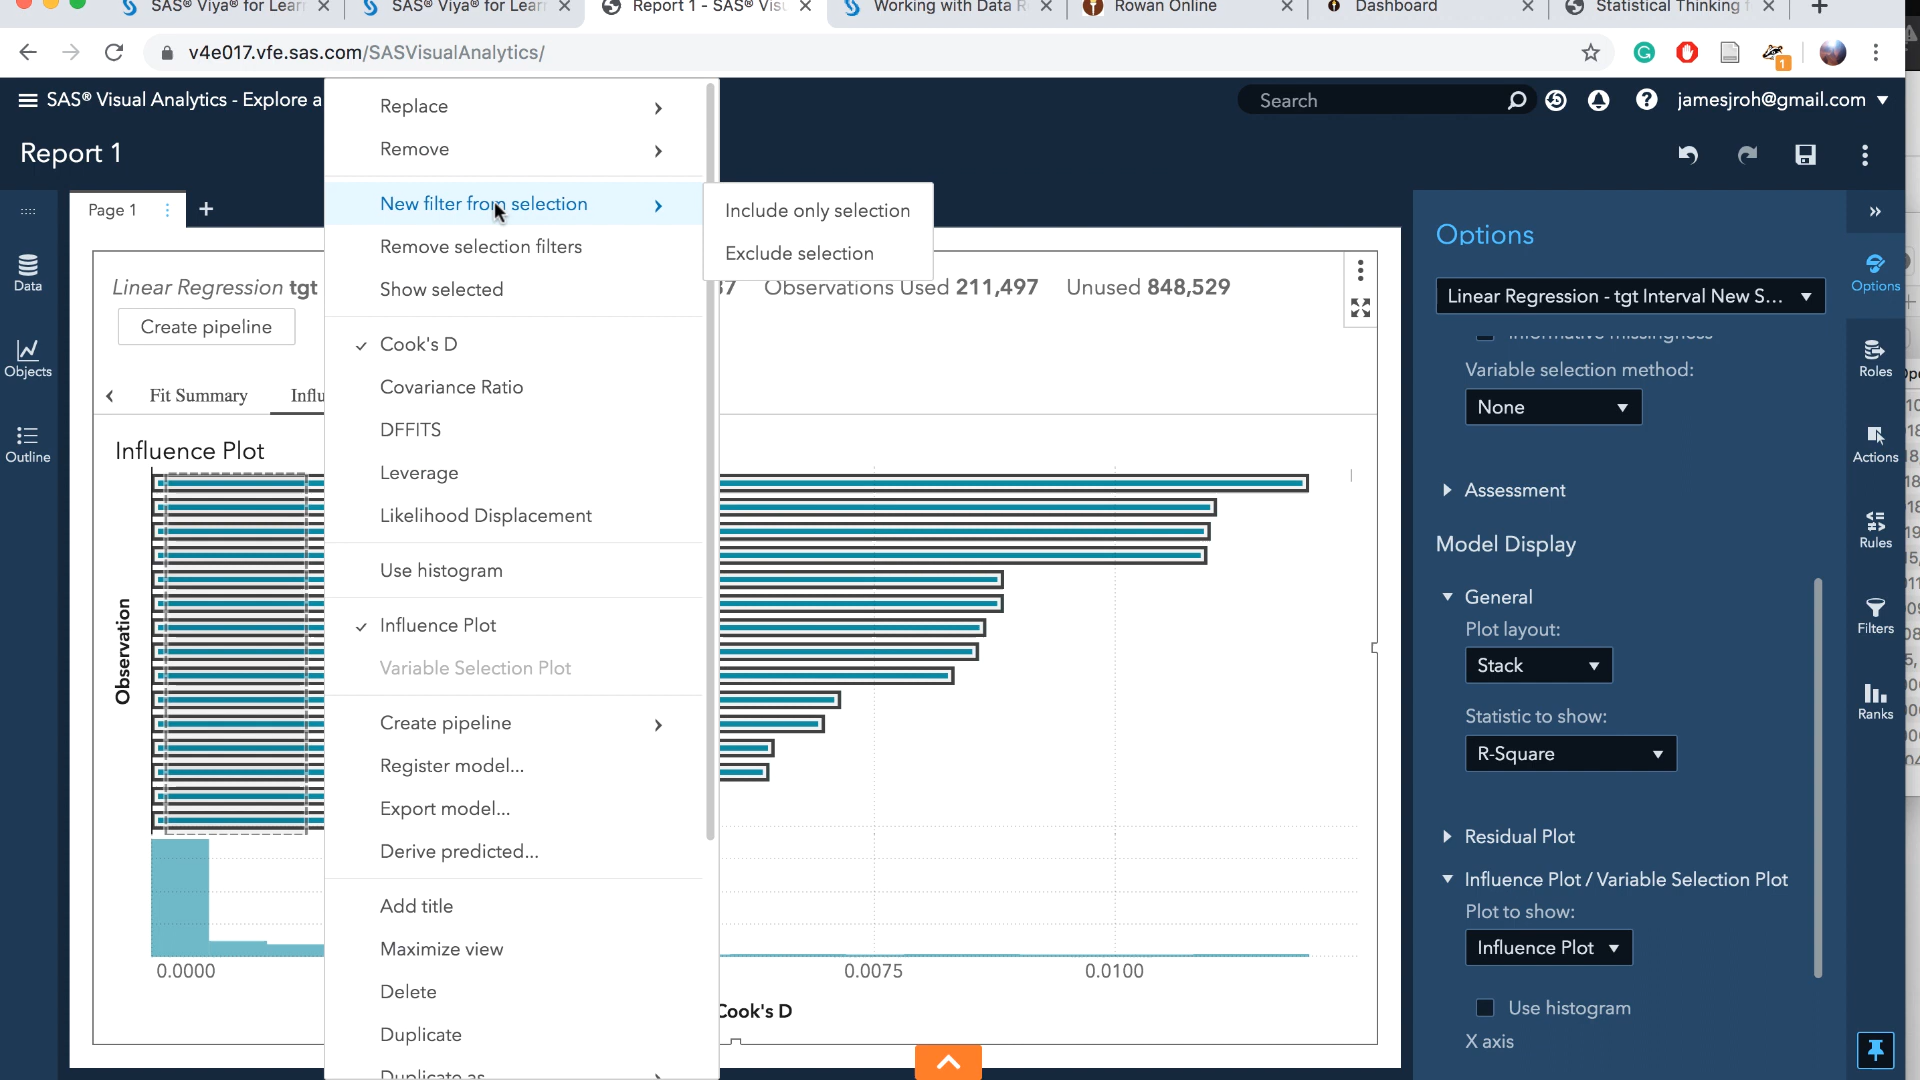 SAS® Viya® for Lear
SAS® Viya® for Lear
Report 1 - SAS® Visu
Working with Data R
Rowan Online
Dashboard
Statistical Thinking f
v4e017.vfe.sas.com/SASVisualAnalytics/
1
SAS® Visual Analytics - Explore a
Search
jamesjroh@gmail.com
Report 1
Page 1
Data
Objects
Outline
Linear Regression tgt
37 Observations Used 211,497 Unused 848,529
Create pipeline
Fit Summary
Influ
Influence Plot
Observation
0.0000
0.0075
0.0100
Cook's D
Replace
Remove
New filter from selection
Remove selection filters
Show selected
Cook's D
Covariance Ratio
DFFITS
Leverage
Likelihood Displacement
Use histogram
Influence Plot
Variable Selection Plot
Create pipeline
Register model...
Export model...
Derive predicted...
Add title
Maximize view
Delete
Duplicate
Duplicate as
Include only selection
Exclude selection
Options
Linear Regression - tgt Interval New S...
Informative missingness
Variable selection method:
None
Assessment
Model Display
General
Plot layout:
Stack
Statistic to show:
R-Square
Residual Plot
Influence Plot / Variable Selection Plot
Plot to show:
Influence Plot
Use histogram
X axis
Options
Roles
Actions
Rules
Filters
Ranks